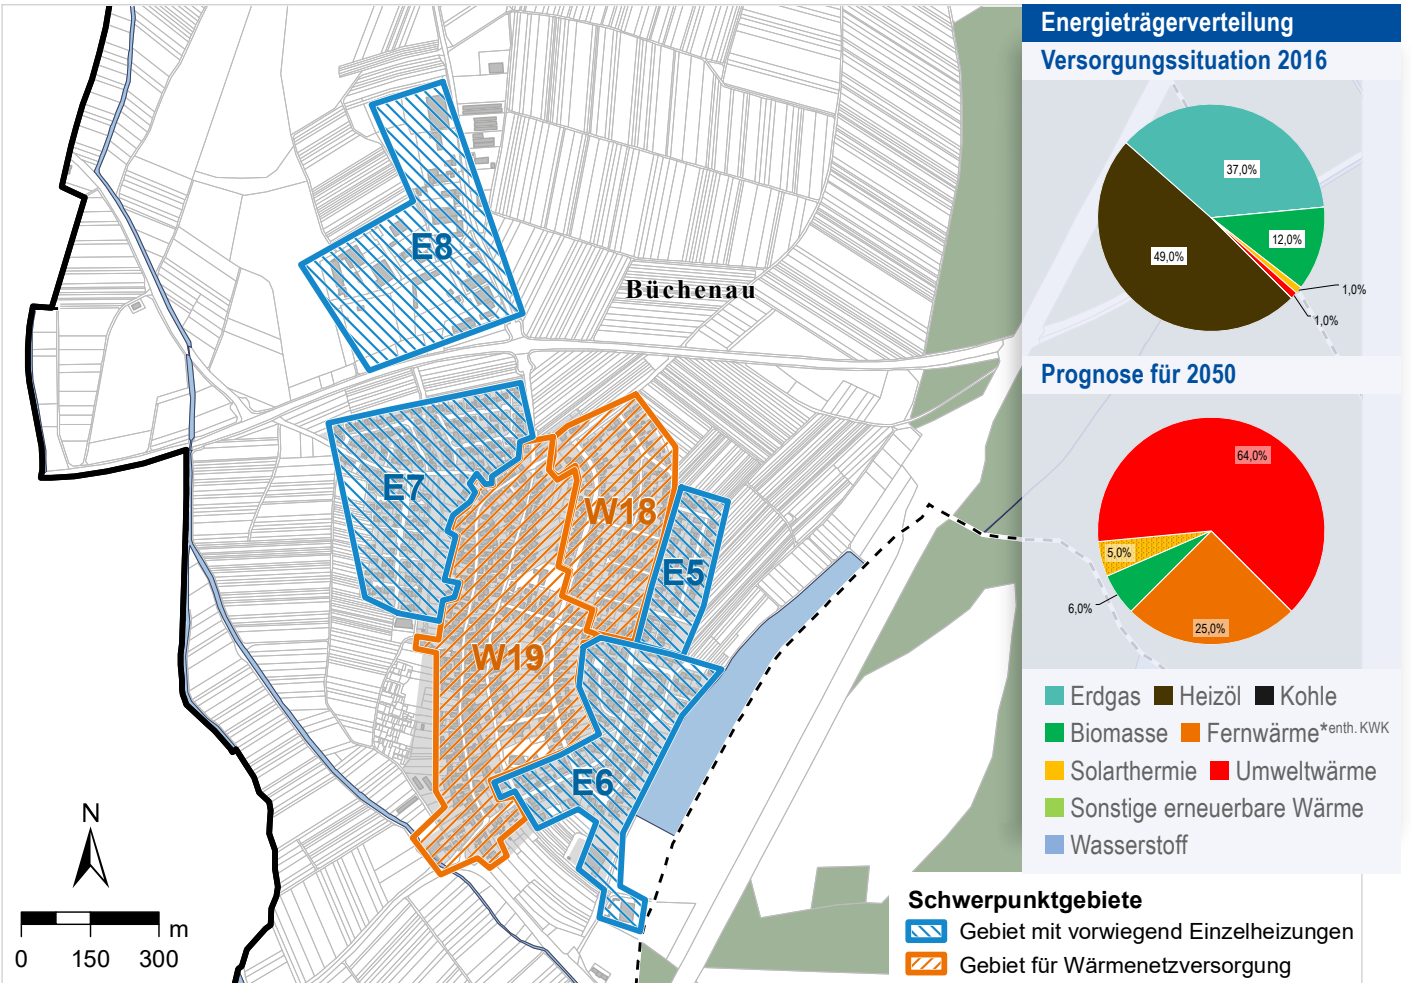 E8
Büchenau
E7
W18
E5
W19
E6
N
m
0 150 300
Energieträgerverteilung
Versorgungssituation 2016
37,0%
12,0%
49,0%
1,0%
1,0%
Prognose für 2050
64,0%
5,0%
6,0%
25,0%
Erdgas Heizöl Kohle
Biomasse Fernwärme*enth. KWK
Solarthermie Umweltwärme
Sonstige erneuerbare Wärme
Wasserstoff
Schwerpunktgebiete
Gebiet mit vorwiegend Einzelheizungen
Gebiet für Wärmenetzversorgung